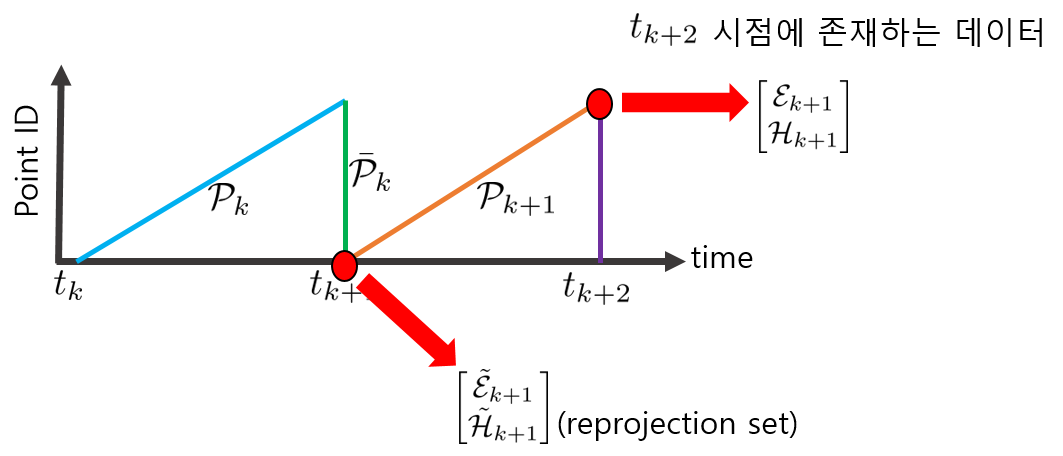 t_{k+2} 시점에 존재하는 데이터
Point ID
\mathcal{E}_{k+1}
\mathcal{H}_{k+1}
\bar{\mathcal{P}}_k
\mathcal{P}_k
\mathcal{P}_{k+1}
time
t_k
t_{k+1}
t_{k+2}
\tilde{\mathcal{E}}_{k+1}
\tilde{\mathcal{H}}_{k+1} (reprojection set)